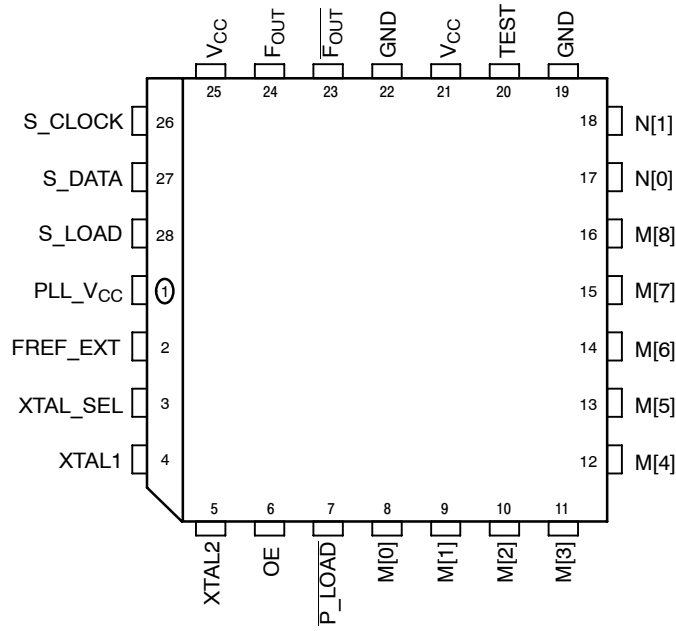 VCC FOUT FOUT GND VCC TEST GND
25 24 23 22 21 20 19
S_CLOCK 26 18 N[1]
S_DATA 27 17 N[0]
S_LOAD 28 16 M[8]
PLL_VCC 1 15 M[7]
FREF_EXT 2 14 M[6]
XTAL_SEL 3 13 M[5]
XTAL1 4 12 M[4]
5 6 7 8 9 10 11
XTAL2 OE P_LOAD M[0] M[1] M[2] M[3]